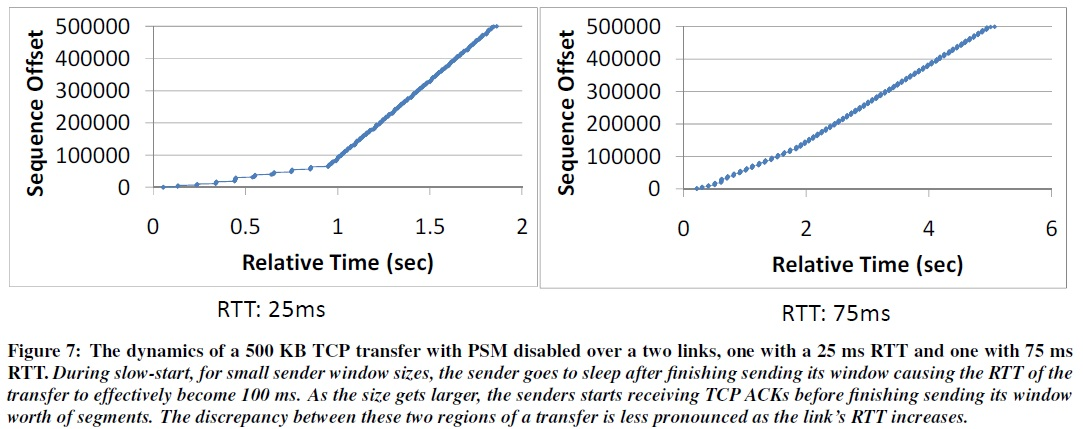 500000
400000
300000
200000
100000
0
Sequence Offset
0
0.5
1
1.5
2
Relative Time (sec)
RTT: 25ms
500000
400000
300000
200000
100000
0
Sequence Offset
0
2
4
6
Relative Time (sec)
RTT: 75ms
Figure 7: The dynamics of a 500 KB TCP transfer with PSM disabled over a two links, one with a 25 ms RTT and one with 75 ms
RTT. During slow-start, for small sender window sizes, the sender goes to sleep after finishing sending its window causing the RTT of the
transfer to effectively become 100 ms. As the size gets larger, the senders starts receiving TCP ACKs before finishing sending its window
worth of segments. The discrepancy between these two regions of a transfer is less pronounced as the link's RTT increases.